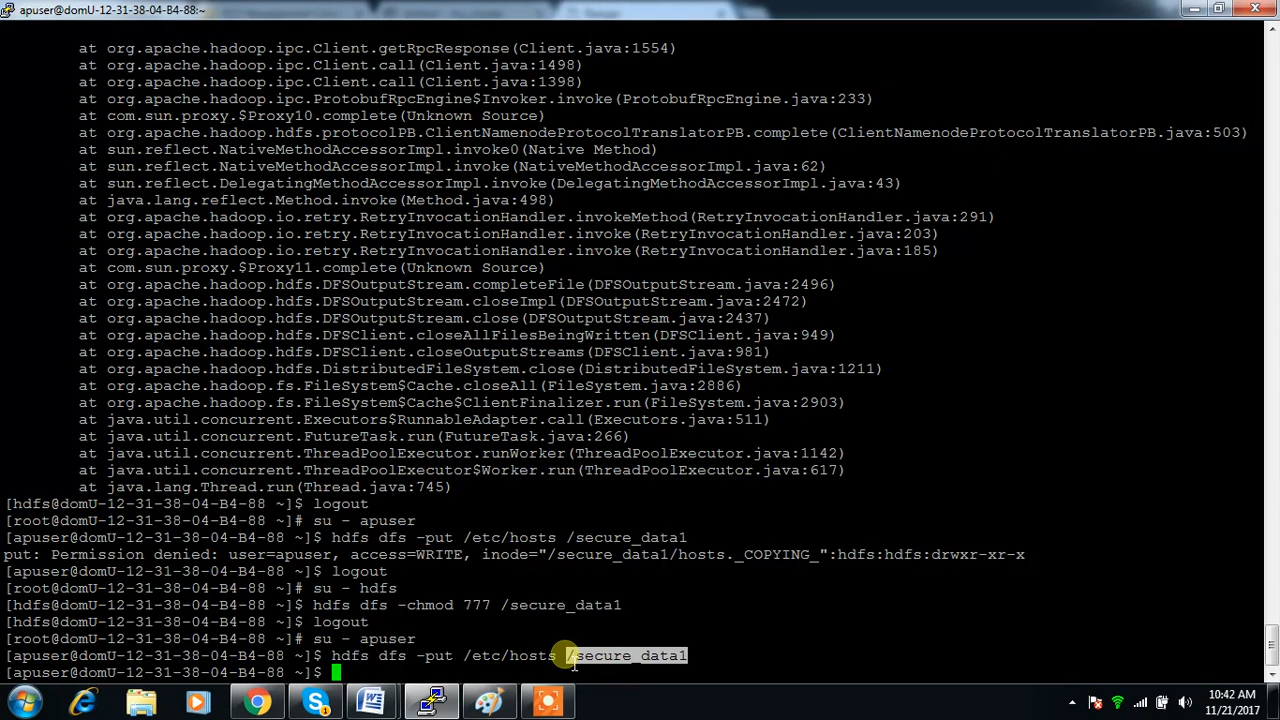 apuser@domU-12-31-38-04-B4-88:~
at org.apache.hadoop.ipc.Client.getRpcResponse(Client.java:1554)
at org.apache.hadoop.ipc.Client.call(Client.java:1498)
at org.apache.hadoop.ipc.Client.call(Client.java:1398)
at org.apache.hadoop.ipc.ProtobufRpcEngine$Invoker.invoke(ProtobufRpcEngine.java:233)
at com.sun.proxy.$Proxy10.complete(Unknown Source)
at org.apache.hadoop.hdfs.protocolPB.ClientNamenodeProtocolTranslatorPB.complete(ClientNamenodeProtocolTranslatorPB.java:503)
at sun.reflect.NativeMethodAccessorImpl.invoke0(Native Method)
at sun.reflect.NativeMethodAccessorImpl.invoke(NativeMethodAccessorImpl.java:62)
at sun.reflect.DelegatingMethodAccessorImpl.invoke(DelegatingMethodAccessorImpl.java:43)
at java.lang.reflect.Method.invoke(Method.java:498)
at org.apache.hadoop.io.retry.RetryInvocationHandler.invokeMethod(RetryInvocationHandler.java:291)
at org.apache.hadoop.io.retry.RetryInvocationHandler.invoke(RetryInvocationHandler.java:203)
at org.apache.hadoop.io.retry.RetryInvocationHandler.invoke(RetryInvocationHandler.java:185)
at com.sun.proxy.$Proxy11.complete(Unknown Source)
at org.apache.hadoop.hdfs.DFSOutputStream.completeFile(DFSOutputStream.java:2496)
at org.apache.hadoop.hdfs.DFSOutputStream.closeImpl(DFSOutputStream.java:2472)
at org.apache.hadoop.hdfs.DFSOutputStream.close(DFSOutputStream.java:2437)
at org.apache.hadoop.hdfs.DFSClient.closeAllFilesBeingWritten(DFSClient.java:949)
at org.apache.hadoop.hdfs.DFSClient.closeOutputStreams(DFSClient.java:981)
at org.apache.hadoop.hdfs.DistributedFileSystem.close(DistributedFileSystem.java:1211)
at org.apache.hadoop.fs.FileSystem$Cache.closeAll(FileSystem.java:2886)
at org.apache.hadoop.fs.FileSystem$Cache$ClientFinalizer.run(FileSystem.java:2903)
at java.util.concurrent.Executors$RunnableAdapter.call(Executors.java:511)
at java.util.concurrent.FutureTask.run(FutureTask.java:266)
at java.util.concurrent.ThreadPoolExecutor.runWorker(ThreadPoolExecutor.java:1142)
at java.util.concurrent.ThreadPoolExecutor$Worker.run(ThreadPoolExecutor.java:617)
at java.lang.Thread.run(Thread.java:745)
[hdfs@domU-12-31-38-04-B4-88 ~]$ logout
[root@domU-12-31-38-04-B4-88 ~]# su - apuser
[apuser@domU-12-31-38-04-B4-88 ~]$ hdfs dfs -put /etc/hosts /secure_data1
put: Permission denied: user=apuser, access=WRITE, inode="/secure_data1/hosts._COPYING_":hdfs:hdfs:drwxr-xr-x
[apuser@domU-12-31-38-04-B4-88 ~]$ logout
[root@domU-12-31-38-04-B4-88 ~]# su - hdfs
[hdfs@domU-12-31-38-04-B4-88 ~]$ hdfs dfs -chmod 777 /secure_data1
[hdfs@domU-12-31-38-04-B4-88 ~]$ logout
[root@domU-12-31-38-04-B4-88 ~]# su - apuser
[apuser@domU-12-31-38-04-B4-88 ~]$ hdfs dfs -put /etc/hosts /secure_data1
[apuser@domU-12-31-38-04-B4-88 ~]$
10:42 AM
11/21/2017